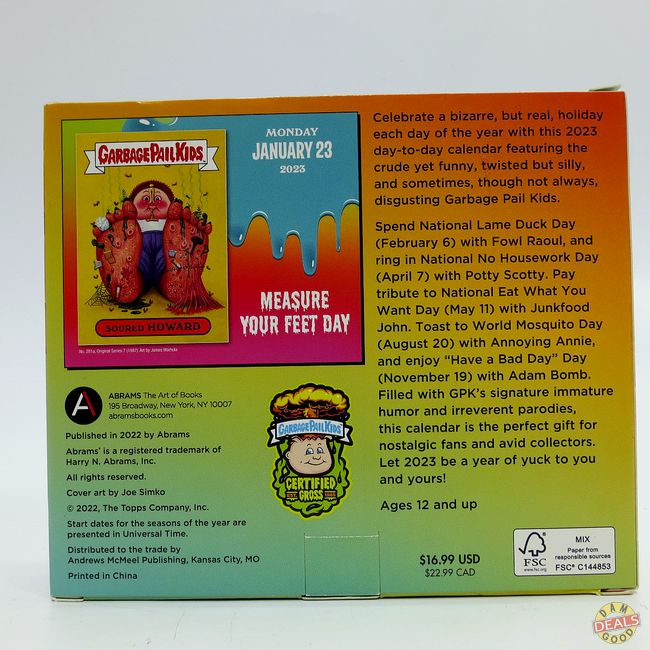 GARBAGE PAIL KIDS
SOURED HOWARD
No. 281a, Original Series 7 (1987) Art by James Warhola
MONDAY
JANUARY 23
2023
MEASURE
YOUR FEET DAY
Celebrate a bizarre, but real, holiday
each day of the year with this 2023
day-to-day calendar featuring the
crude yet funny, twisted but silly,
and sometimes, though not always,
disgusting Garbage Pail Kids.
Spend National Lame Duck Day
(February 6) with Fowl Raoul, and
ring in National No Housework Day
(April 7) with Potty Scotty. Pay
tribute to National Eat What You
Want Day (May 11) with Junkfood
John. Toast to World Mosquito Day
(August 20) with Annoying Annie,
and enjoy “Have a Bad Day” Day
(November 19) with Adam Bomb.
Filled with GPK’s signature immature
humor and irreverent parodies,
this calendar is the perfect gift for
nostalgic fans and avid collectors.
Let 2023 be a year of yuck to you
and yours!
Ages 12 and up
A
ABRAMS The Art of Books
195 Broadway, New York, NY 10007
abramsbooks.com
Published in 2022 by Abrams
Abrams® is a registered trademark of
Harry N. Abrams, Inc.
All rights reserved.
Cover art by Joe Simko
© 2022, The Topps Company, Inc.
Start dates for the seasons of the year are
presented in Universal Time.
Distributed to the trade by
Andrews McMeel Publishing, Kansas City, MO
Printed in China
GARBAGE PAIL KIDS
CERTIFIED
EST. GROSS 1985
$16.99 USD
$22.99 CAD
FSC
www.fsc.org
MIX
Paper from
responsible sources
FSC® C144853
DAM
DEALS
GOOD